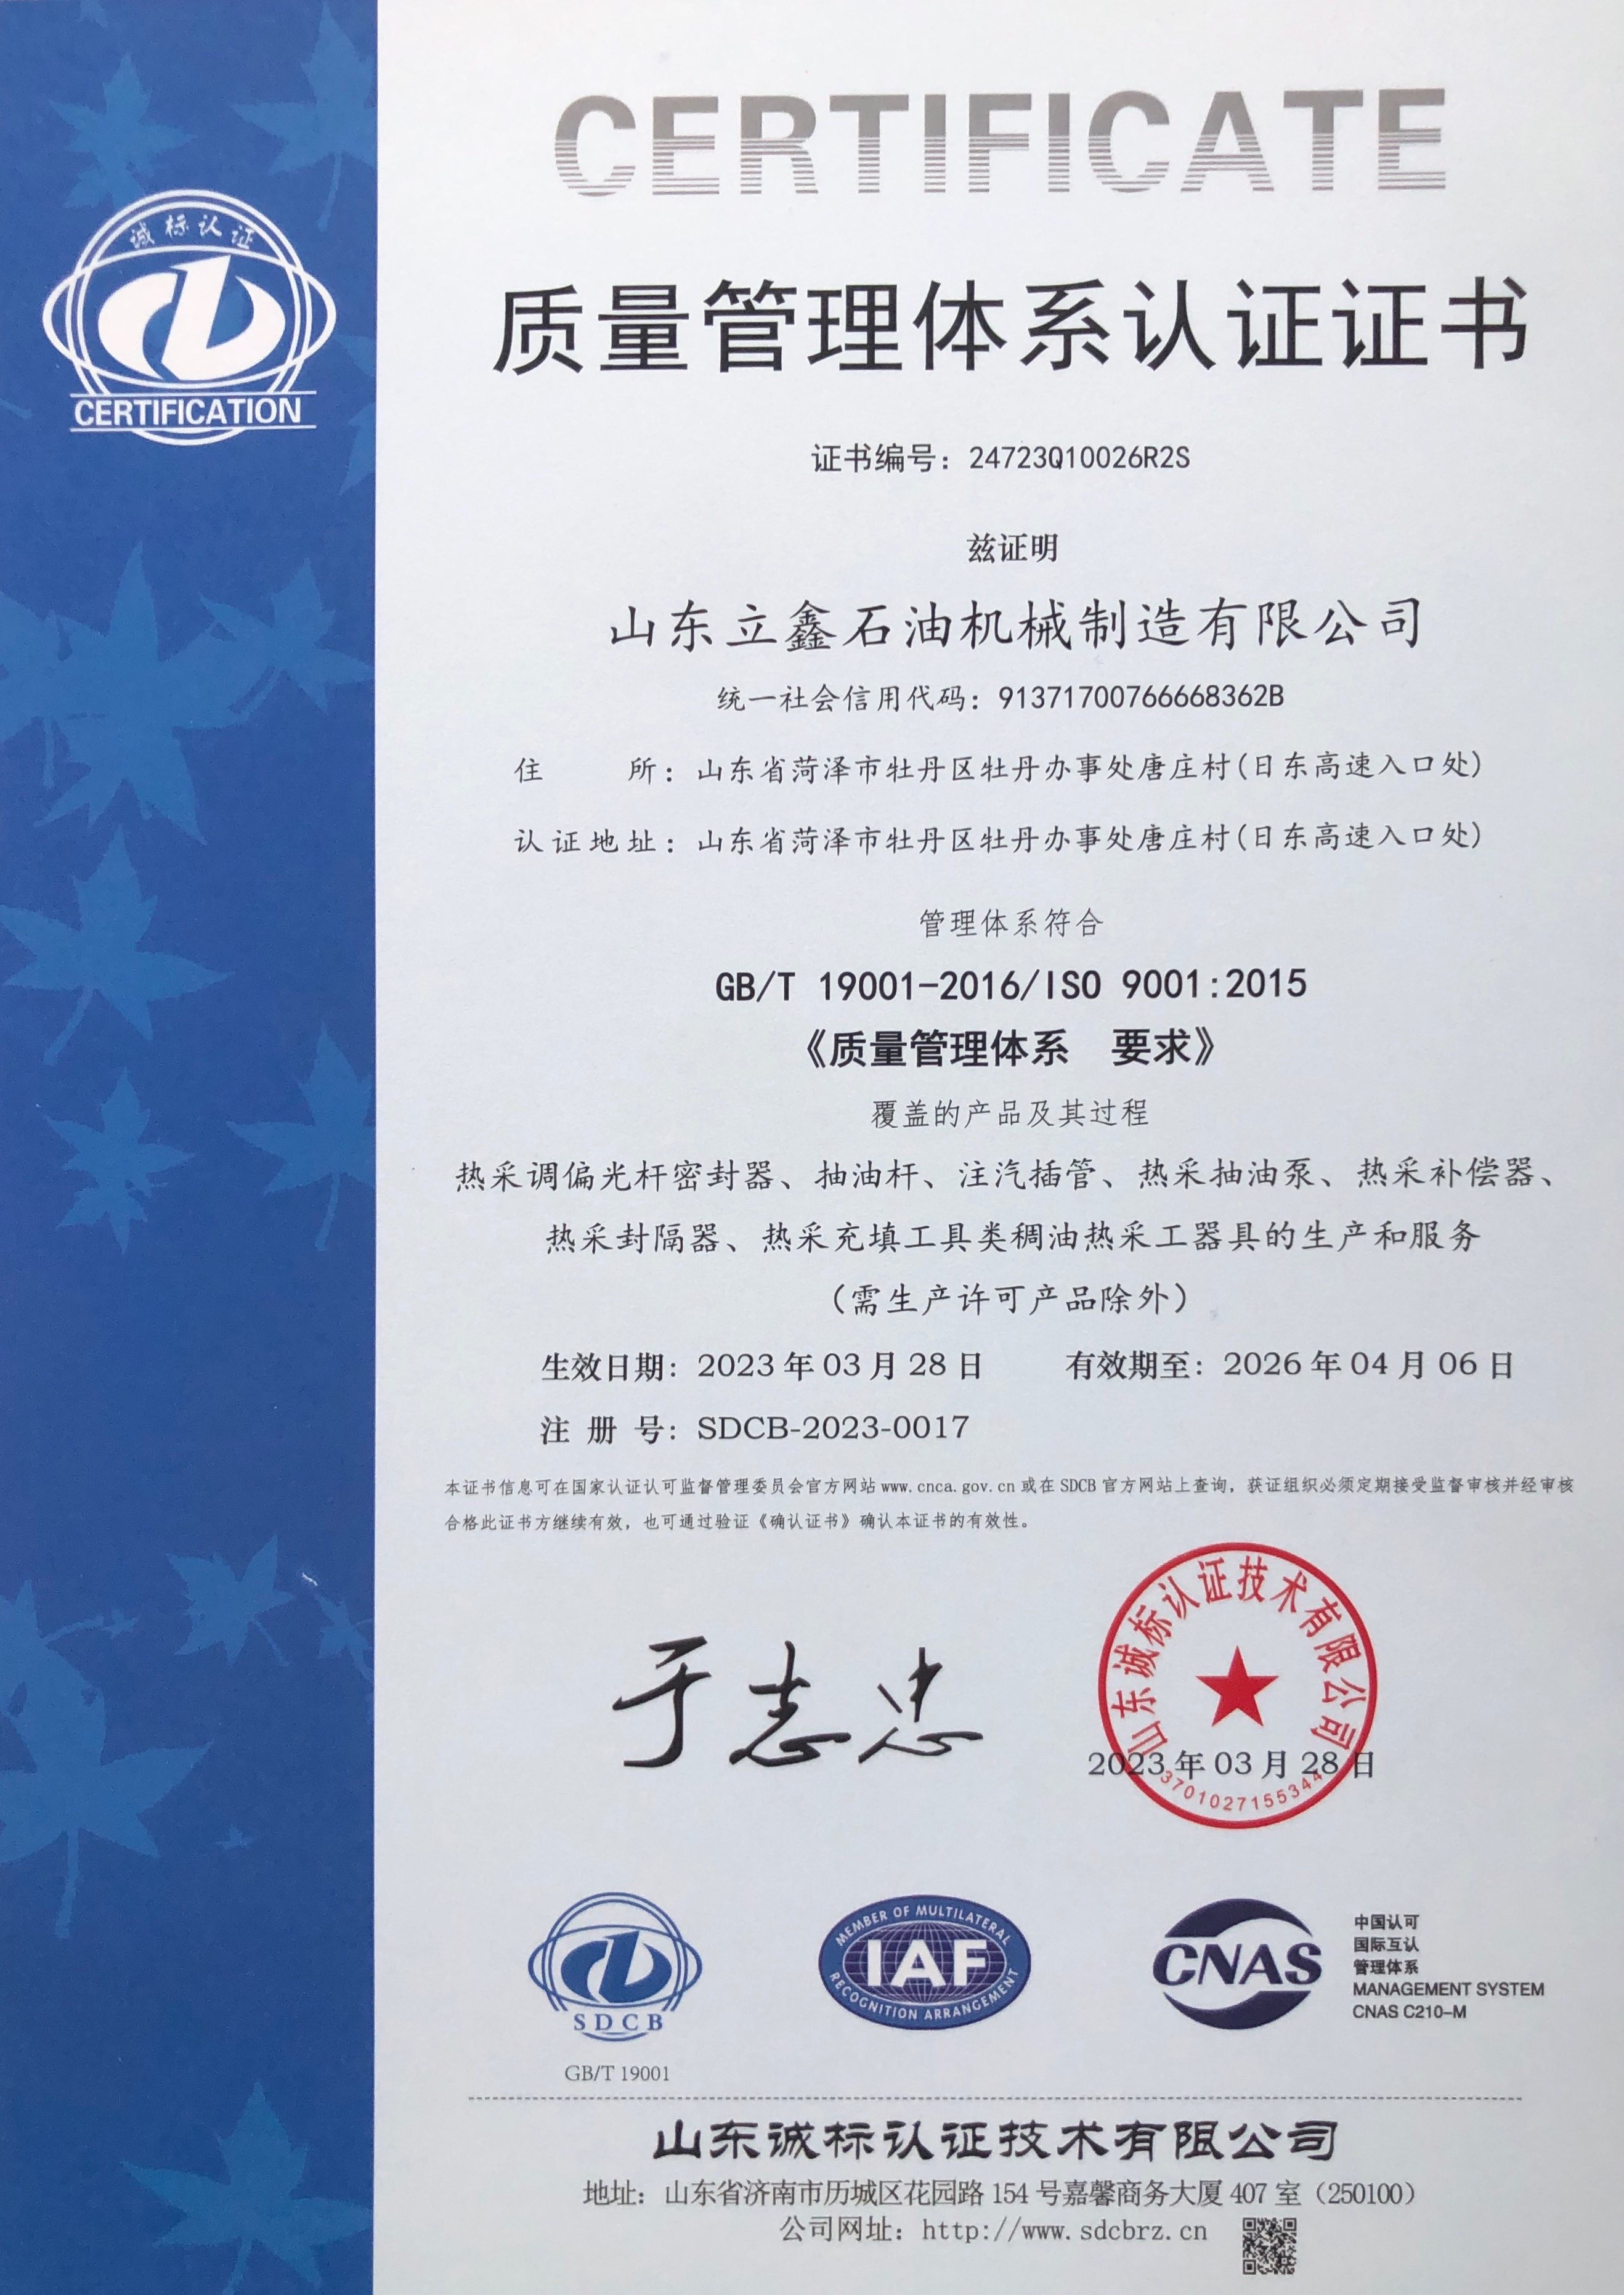 CERTIFICATE
诚标认证
CERTIFICATION
质量管理体系认证证书
证书编号：24723Q10026R2S
兹证明
山东立鑫石油机械制造有限公司
统一社会信用代码：91371700766668362B
住 所：山东省菏泽市牡丹区牡丹办事处唐庄村(日东高速入口处)
认证地址：山东省菏泽市牡丹区牡丹办事处唐庄村(日东高速入口处)
管理体系符合
GB/T 19001-2016/ISO 9001:2015
《质量管理体系 要求》
覆盖的产品及其过程
热采调偏光杆密封器、抽油杆、注汽插管、热采抽油泵、热采补偿器、
热采封隔器、热采充填工具类稠油热采工器具的生产和服务
（需生产许可产品除外）
生效日期：2023年03月28日 有效期至：2026年04月06日
注册号：SDCB-2023-0017
本证书信息可在国家认证认可监督管理委员会官方网站www.cnca.gov.cn或在SDCB官方网站上查询，获证组织必须定期接受监督审核并经审核
合格此证书方继续有效，也可通过验证《确认证书》确认本证书的有效性。
于志忠
山东诚标认证技术有限公司
2023年03月28日
3701027155344
SDCB
GB/T 19001
MEMBER OF MULTILATERAL
IAF
RECOGNITION ARRANGEMENT
CNAS
中国认可
国际互认
管理体系
MANAGEMENT SYSTEM
CNAS C210-M
山东诚标认证技术有限公司
地址：山东省济南市历城区花园路154号嘉馨商务大厦407室（250100）
公司网址：http://www.sdcbrz.cn